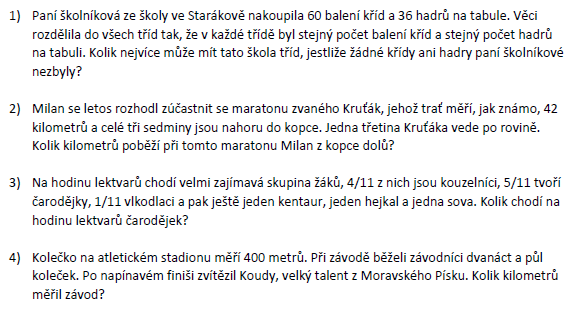 1) Paní školníková ze školy ve Starákově nakoupila 60 balení kříd a 36 hadrů na tabule. Věci
rozdělila do všech tříd tak, že v každé třídě byl stejný počet balení kříd a stejný počet hadrů
na tabuli. Kolik nejvíce může mít tato škola tříd, jestliže žádné křídy ani hadry paní školníkové
nezbyly?
2) Milan se letos rozhodl zúčastnit se maratonu zvaného Kruťák, jehož trať měří, jak známo, 42
kilometrů a celé tři sedminy jsou nahoru do kopce. Jedna třetina Kruťáka vede po rovině.
Kolik kilometrů poběží při tomto maratonu Milan z kopce dolů?
3) Na hodinu lektvarů chodí velmi zajímavá skupina žáků, 4/11 z nich jsou kouzelníci, 5/11 tvoří
čarodějky, 1/11 vlkodlaci a pak ještě jeden kentaur, jeden hejkal a jedna sova. Kolik chodí na
hodinu lektvarů čarodějek?
4) Kolečko na atletickém stadionu měří 400 metrů. Při závodě běželi závodníci dvanáct a půl
koleček. Po napínavém finiši zvítězil Koudy, velký talent z Moravského Písku. Kolik kilometrů
měřil závod?